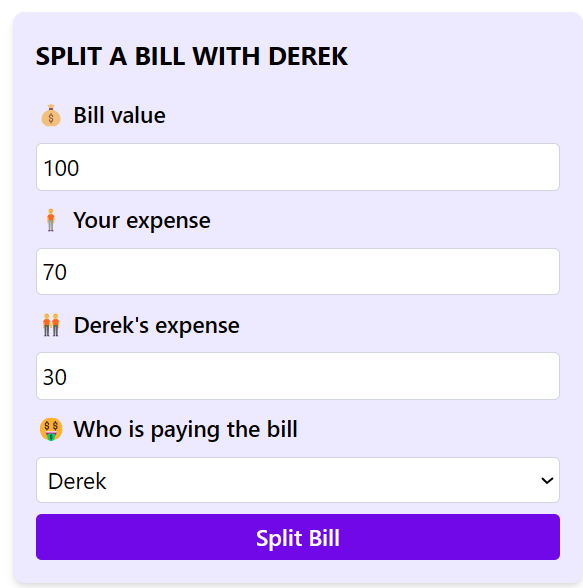 SPLIT A BILL WITH DEREK
💰 Bill value
100
🧍 Your expense
70
🧑‍🤝‍🧑 Derek's expense
30
🤑 Who is paying the bill
Derek
Split Bill